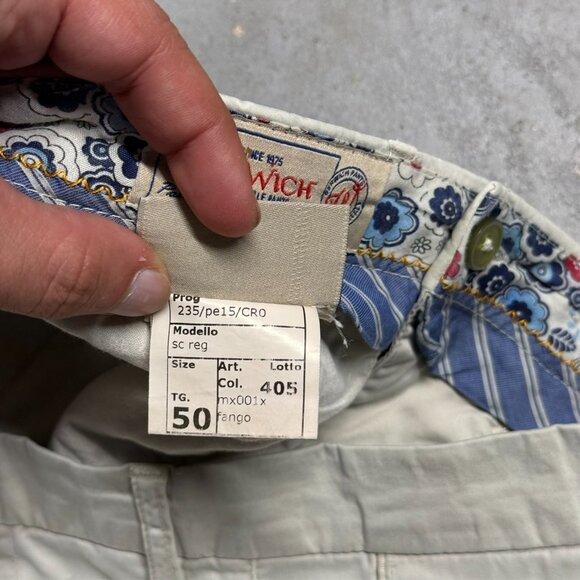 SINCE 1975
WICH
Prog
235/pe15/CR0
Modello
sc reg
Size
Art.
Lotto
Col.
405
TG.
mx001x
50
fango